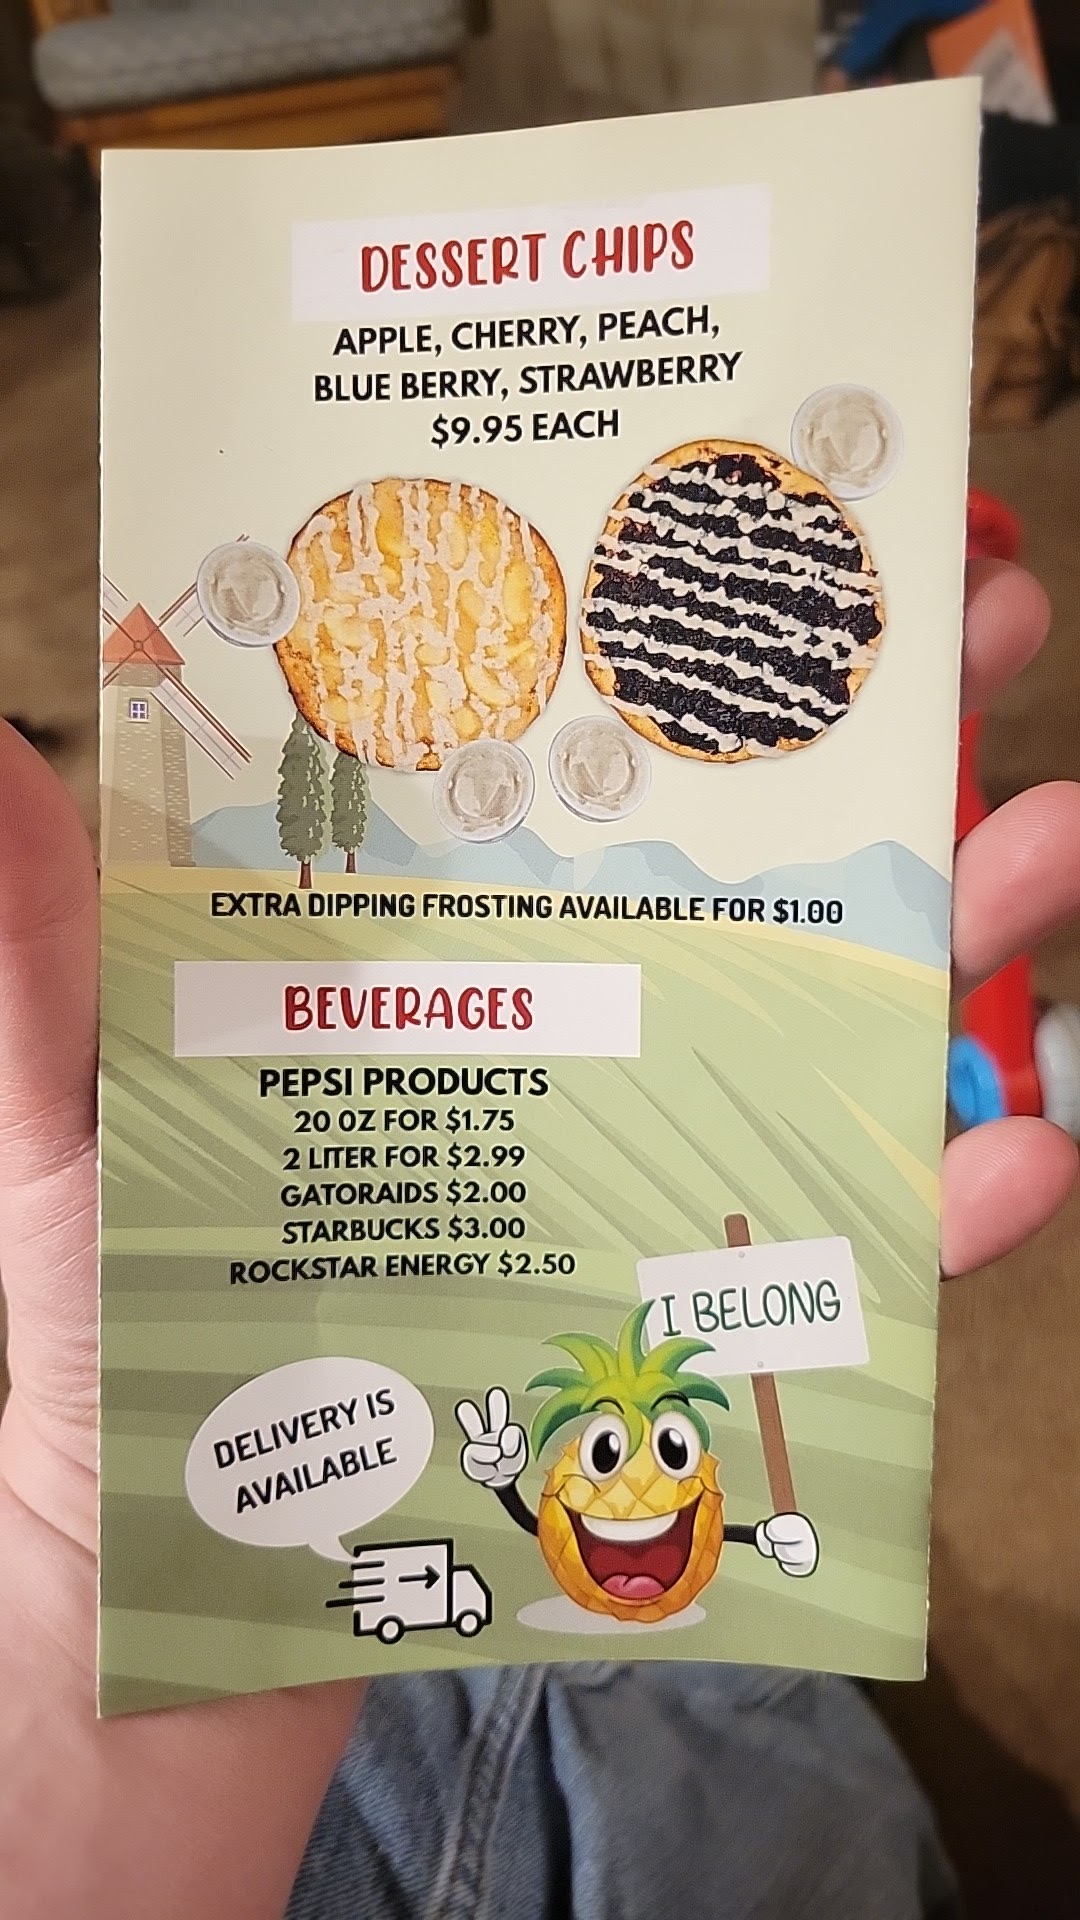 DESSERT CHIPS
APPLE, CHERRY, PEACH,
BLUE BERRY, STRAWBERRY
$9.95 EACH
EXTRA DIPPING FROSTING AVAILABLE FOR $1.00
BEVERAGES
PEPSI PRODUCTS
20 OZ FOR $1.75
2 LITER FOR $2.99
GATORAIDS $2.00
STARBUCKS $3.00
ROCKSTAR ENERGY $2.50
I BELONG
DELIVERY IS
AVAILABLE